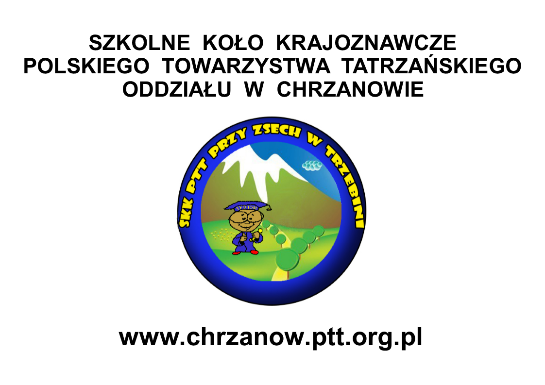 SZKOLNE KOŁO KRAJOZNAWCZE
POLSKIEGO TOWARZYSTWA TATRZAŃSKIEGO
ODDZIAŁU W CHRZANOWIE
SKK PTT PRZY ZSECH W TRZEBINI
www.chrzanow.ptt.org.pl